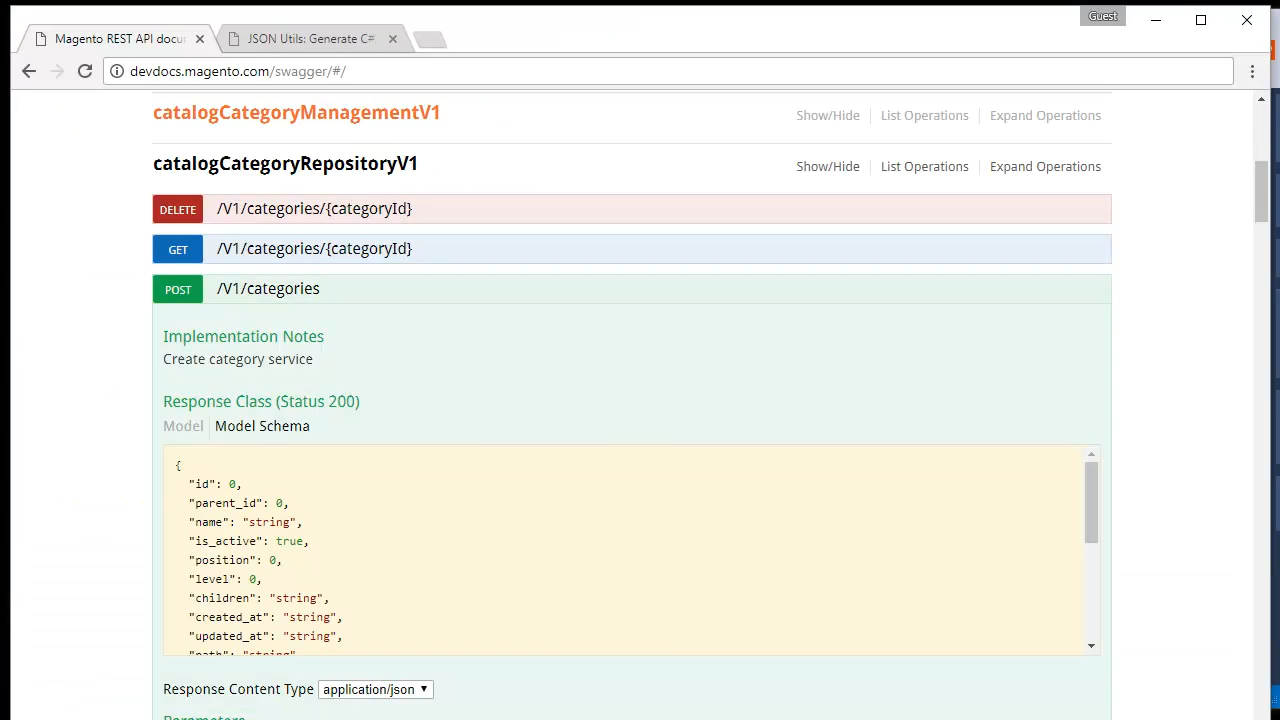 Guest
Magento REST API docu
JSON Utils: Generate C#
devdocs.magento.com/swagger/#/
catalogCategoryManagementV1 Show/Hide List Operations Expand Operations
catalogCategoryRepositoryV1 Show/Hide List Operations Expand Operations
DELETE /V1/categories/{categoryId}
GET /V1/categories/{categoryId}
POST /V1/categories
Implementation Notes
Create category service
Response Class (Status 200)
Model Model Schema
{
"id": 0,
"parent_id": 0,
"name": "string",
"is_active": true,
"position": 0,
"level": 0,
"children": "string",
"created_at": "string",
"updated_at": "string",
"path": "string"
Response Content Type application/json
Parameters